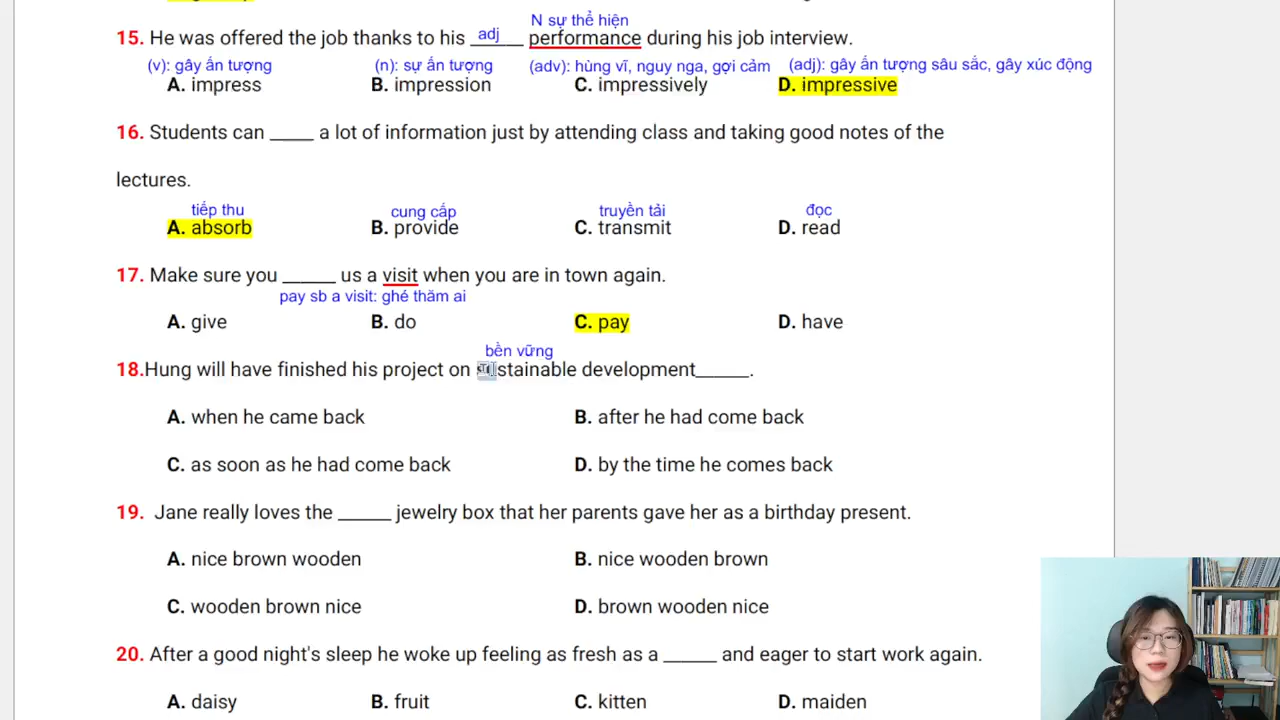 N sự thể hiện
15. He was offered the job thanks to his _____ performance during his job interview.
adj
(v): gây ấn tượng (n): sự ấn tượng (adv): hùng vĩ, nguy nga, gợi cảm (adj): gây ấn tượng sâu sắc, gây xúc động
A. impress B. impression C. impressively D. impressive
16. Students can ____ a lot of information just by attending class and taking good notes of the
lectures.
tiếp thu cung cấp truyền tải đọc
A. absorb B. provide C. transmit D. read
17. Make sure you _____ us a visit when you are in town again.
pay sb a visit: ghé thăm ai
A. give B. do C. pay D. have
bền vững
18.Hung will have finished his project on sustainable development_____.
A. when he came back B. after he had come back
C. as soon as he had come back D. by the time he comes back
19. Jane really loves the _____ jewelry box that her parents gave her as a birthday present.
A. nice brown wooden B. nice wooden brown
C. wooden brown nice D. brown wooden nice
20. After a good night's sleep he woke up feeling as fresh as a _____ and eager to start work again.
A. daisy B. fruit C. kitten D. maiden